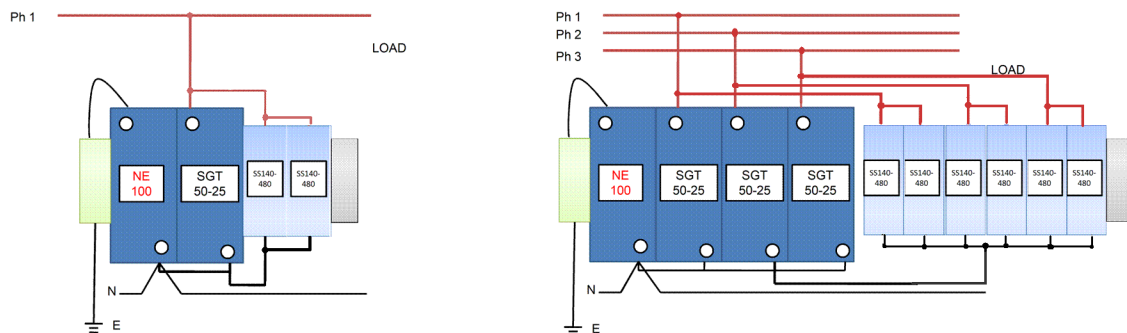 Ph 1
LOAD
NE
100
SGT
50-25
SS140-
480
SS140-
480
N
E
Ph 1
Ph 2
Ph 3
LOAD
NE
100
SGT
50-25
SGT
50-25
SGT
50-25
SS140-
480
SS140-
480
SS140-
480
SS140-
480
SS140-
480
SS140-
480
N
E